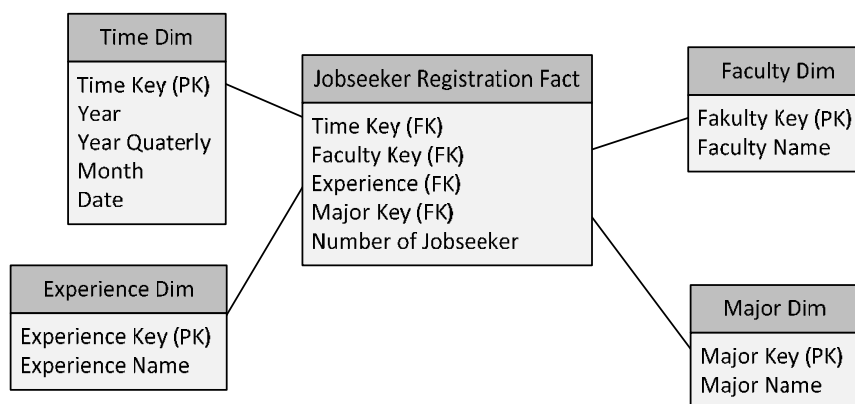 Time Dim
Time Key (PK)
Year
Year Quaterly
Month
Date
Jobseeker Registration Fact
Time Key (FK)
Faculty Key (FK)
Experience (FK)
Major Key (FK)
Number of Jobseeker
Faculty Dim
Fakulty Key (PK)
Faculty Name
Experience Dim
Experience Key (PK)
Experience Name
Major Dim
Major Key (PK)
Major Name